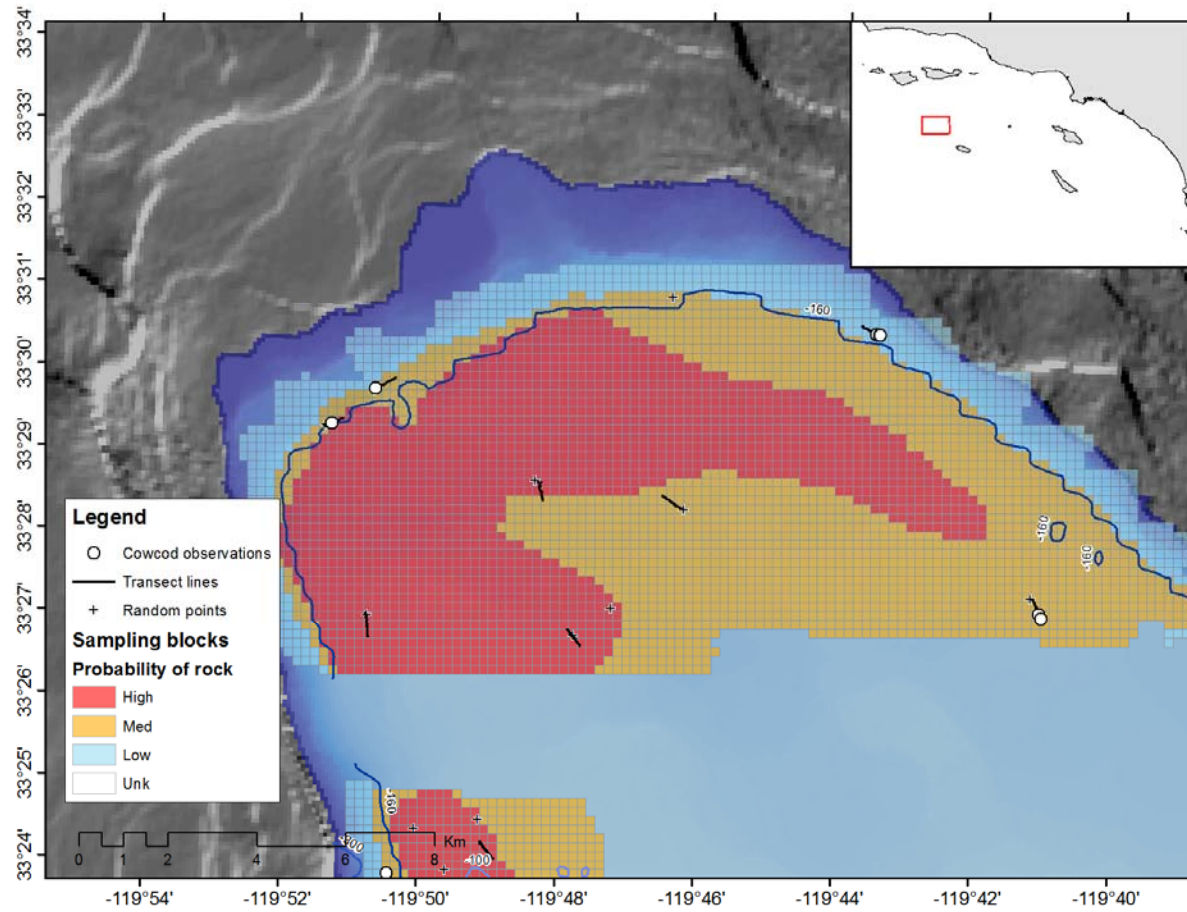 33°34'
33°33'
33°32'
33°31'
33°30'
33°29'
33°28'
33°27'
33°26'
33°25'
33°24'
-160
-160
-160
-160
-200
-100
Legend
Cowcod observations
Transect lines
Random points
Sampling blocks
Probability of rock
High
Med
Low
Unk
0 1 2 4 6 8 Km
-119°54' -119°52' -119°50' -119°48' -119°46' -119°44' -119°42' -119°40'